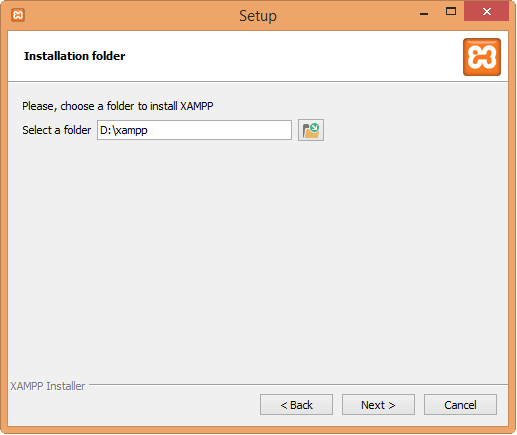 Setup
Installation folder
Please, choose a folder to install XAMPP
Select a folder D:\xampp
XAMPP Installer
< Back Next > Cancel